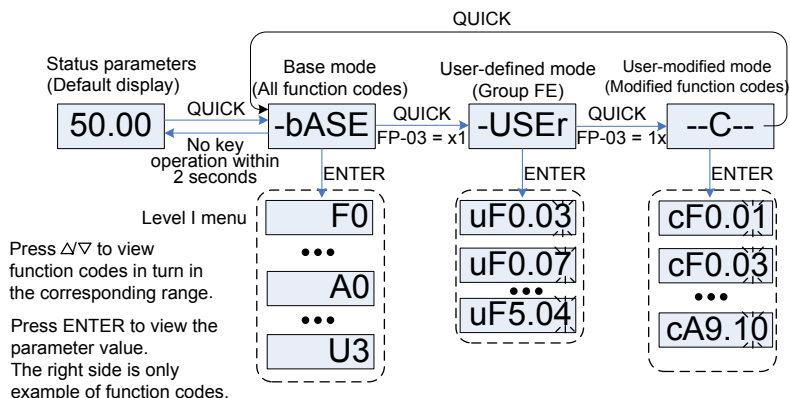 QUICK
Status parameters
(Default display)
Base mode
(All function codes)
User-defined mode
(Group FE)
User-modified mode
(Modified function codes)
50.00
QUICK
-bASE
QUICK
FP-03 = x1
-USEr
QUICK
FP-03 = 1x
--C--
No key
operation within
2 seconds
ENTER
ENTER
ENTER
Level I menu
F0
•••
A0
U3
uF0.03
uF0.07
•••
uF5.04
cF0.01
cF0.03
•••
cA9.10
Press △/▽ to view
function codes in turn in
the corresponding range.
Press ENTER to view the
parameter value.
The right side is only
example of function codes.